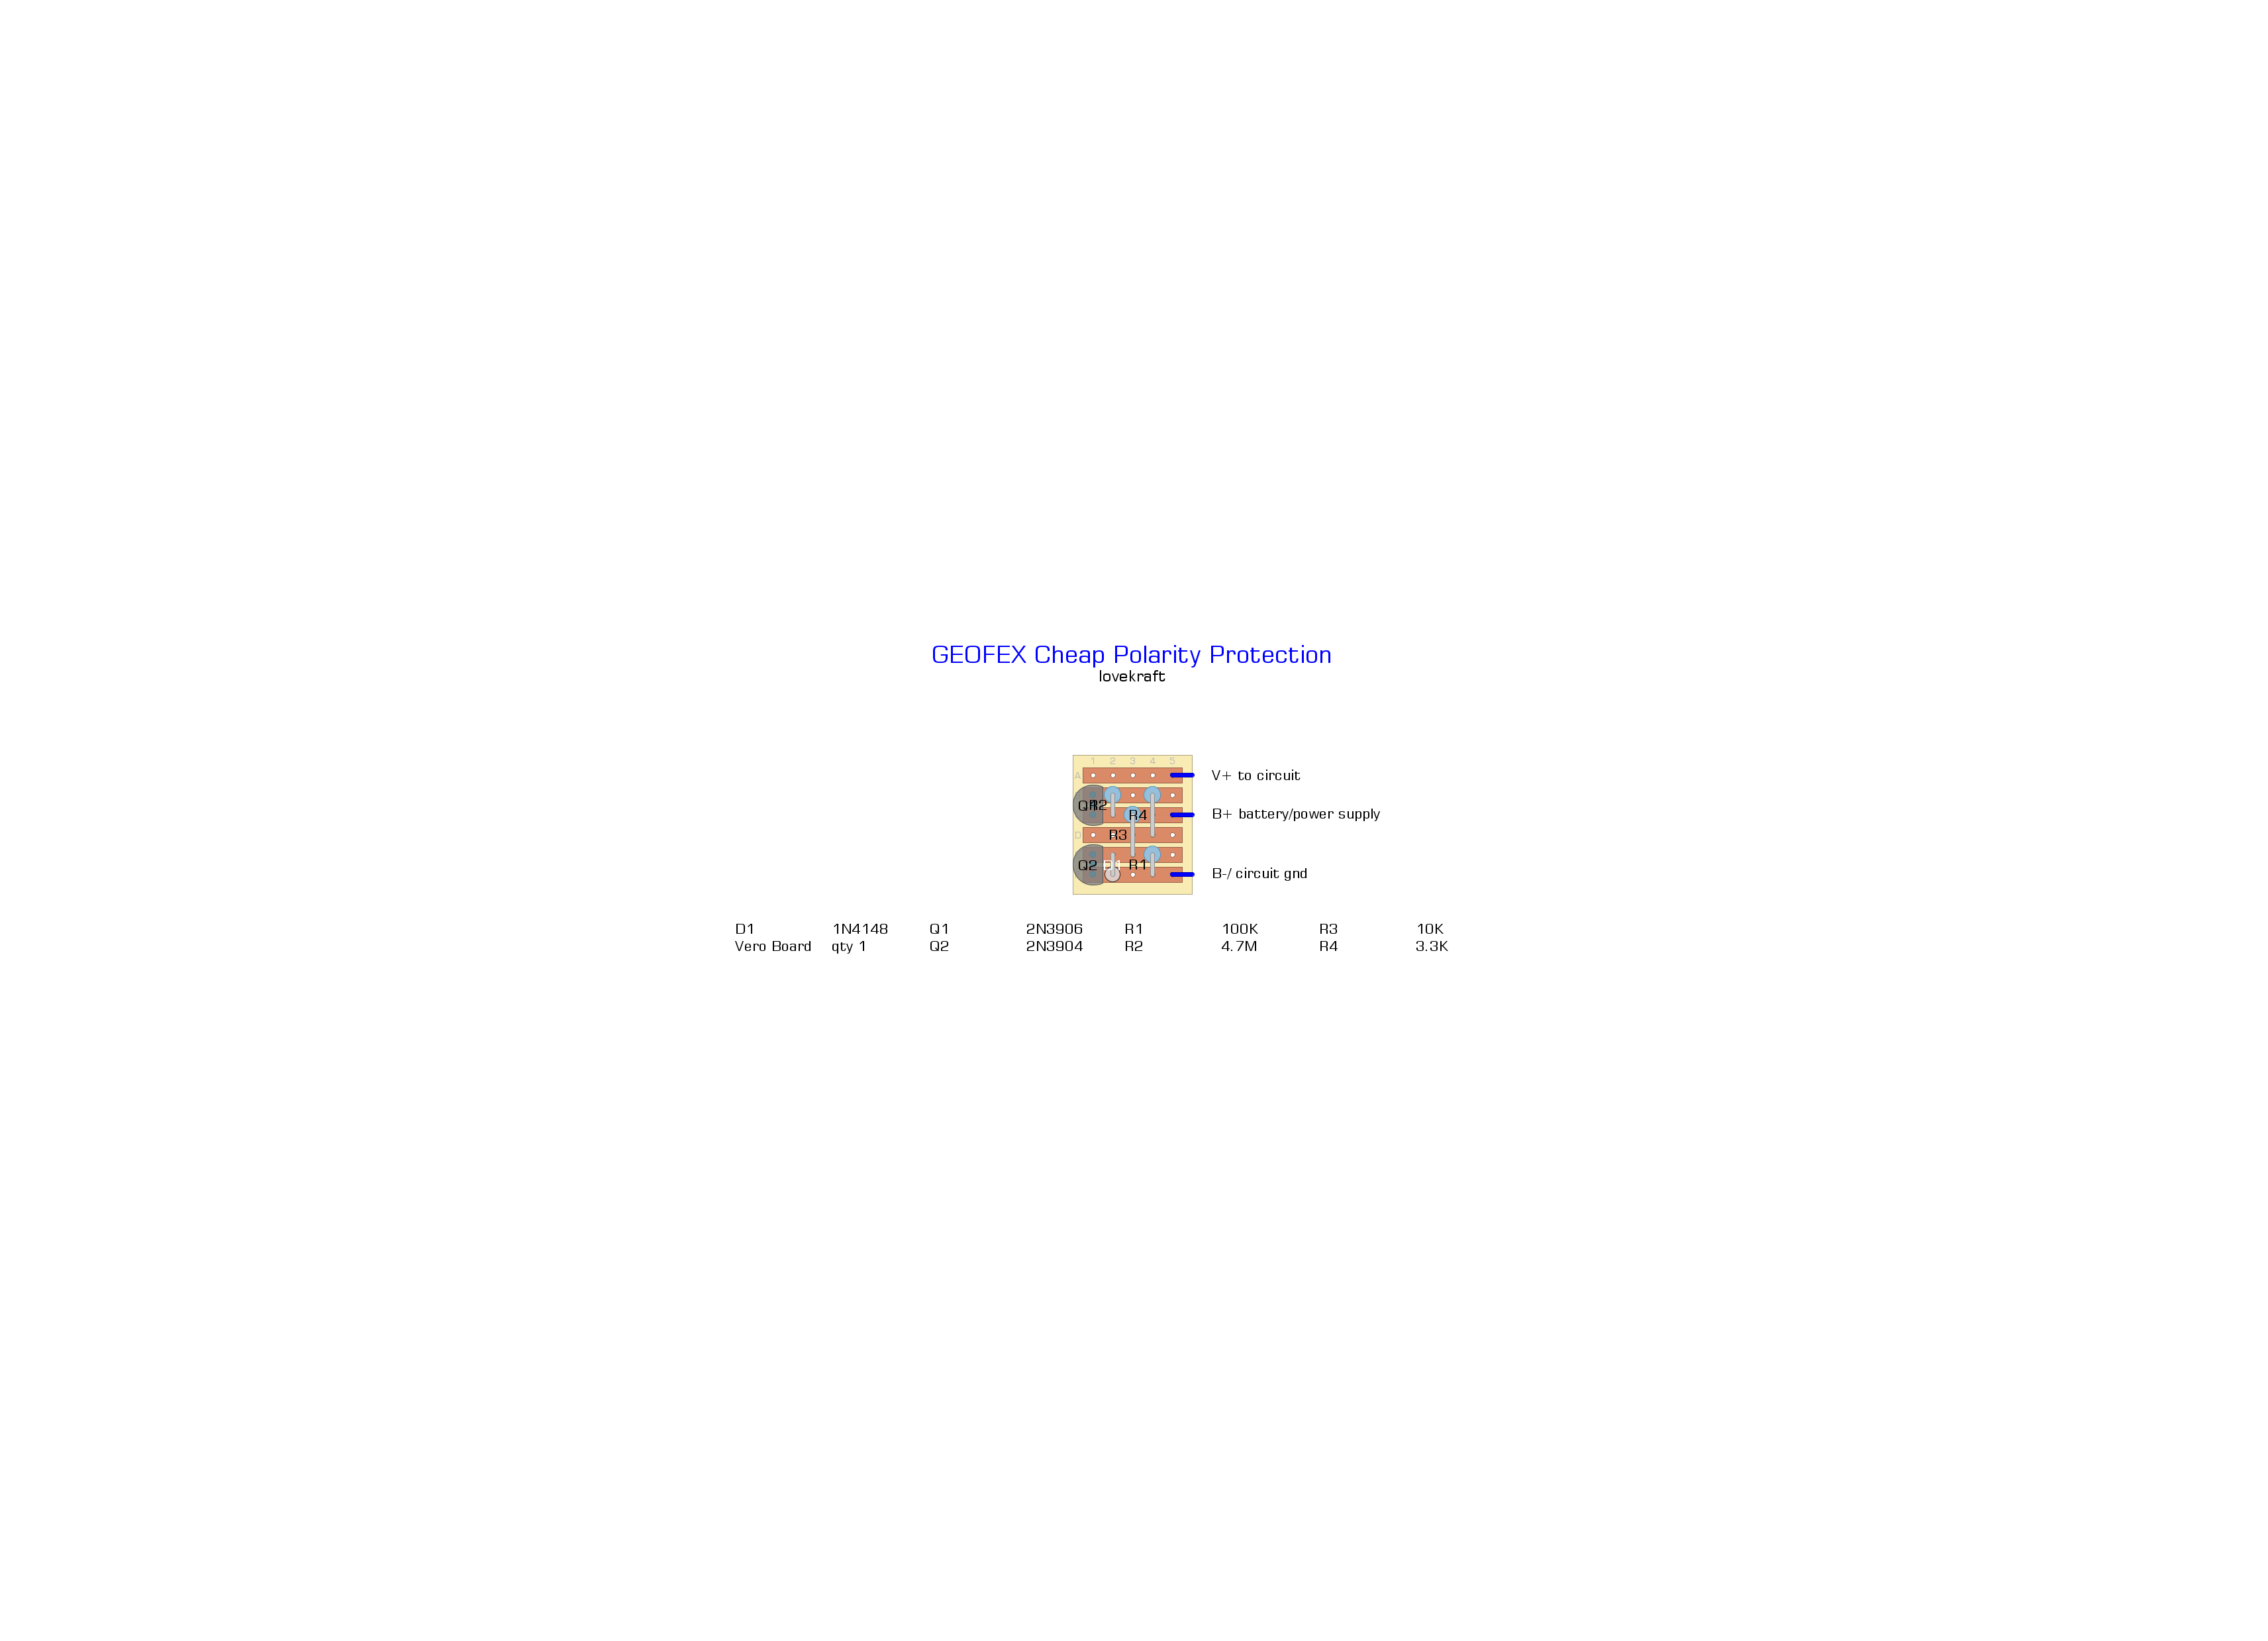 GEOFEX Cheap Polarity Protection
lovekraft
1 2 3 4 5
A V+ to circuit
Q1 R2
R4 B+ battery/power supply
D R3
Q2 D1 R1 B-/ circuit gnd
D1 1N4148 Q1 2N3906 R1 100K R3 10K
Vero Board qty 1 Q2 2N3904 R2 4.7M R4 3.3K